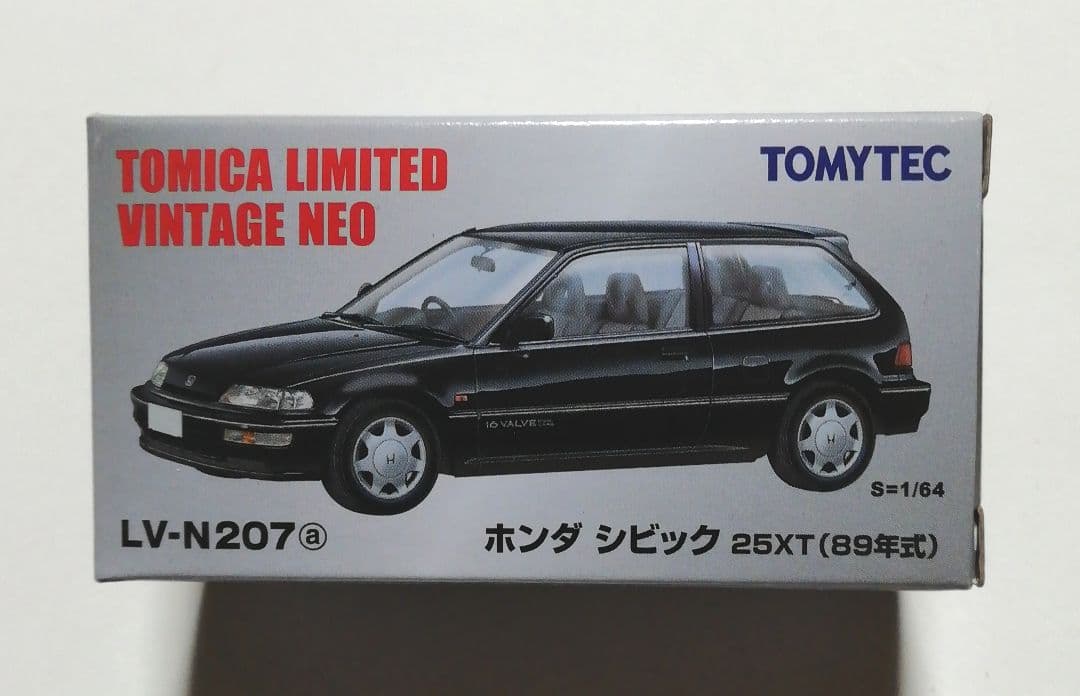 TOMICA LIMITED
VINTAGE NEO
TOMYTEC
16 VALVE
S=1/64
LV-N207ⓐ
ホンダ シビック 25XT(89年式)